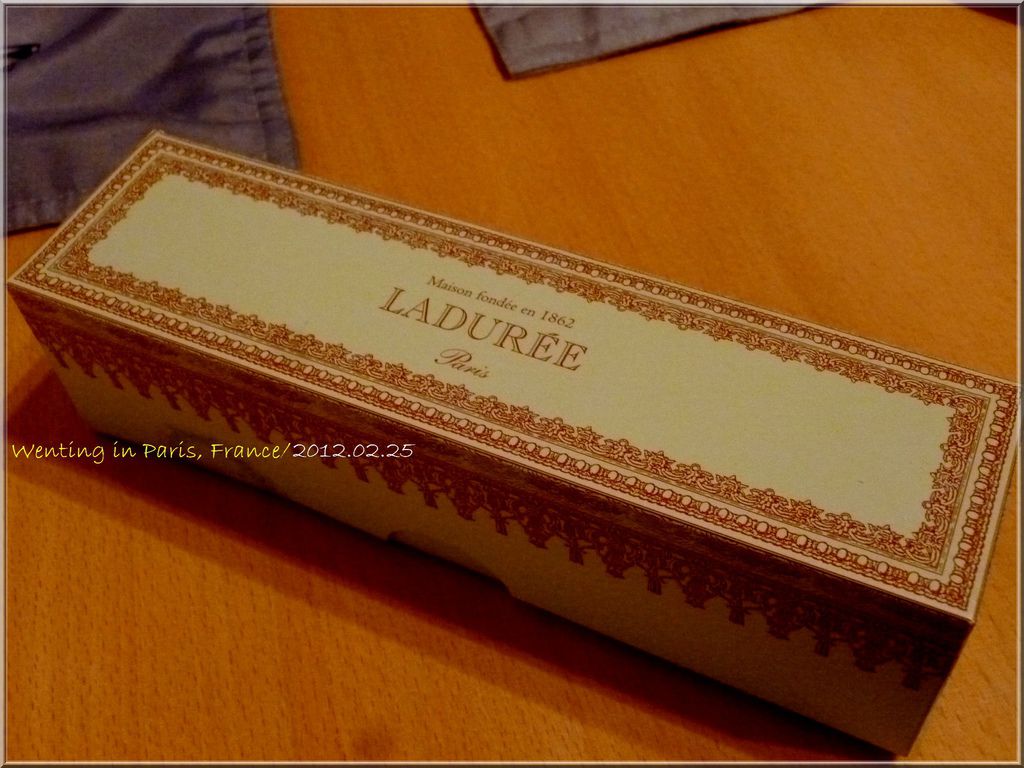 Maison fondée en 1862
LADURÉE
Paris
Wenting in Paris, France/2012.02.25